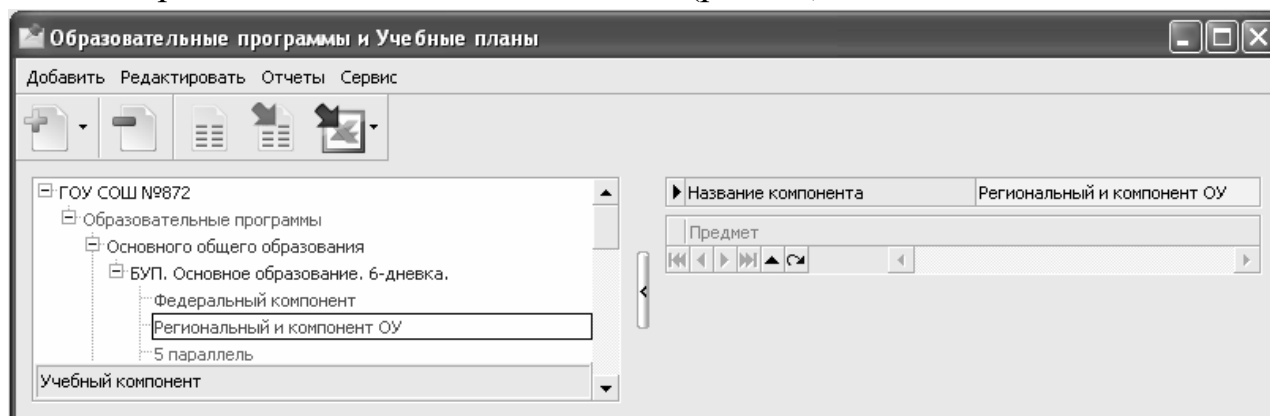 Образовательные программы и Учебные планы
Добавить Редактировать Отчеты Сервис
ГОУ СОШ №872
Образовательные программы
Основного общего образования
БУП. Основное образование. 6-дневка.
Федеральный компонент
Региональный и компонент ОУ
5 параллель
Учебный компонент
Название компонента Региональный и компонент ОУ
Предмет